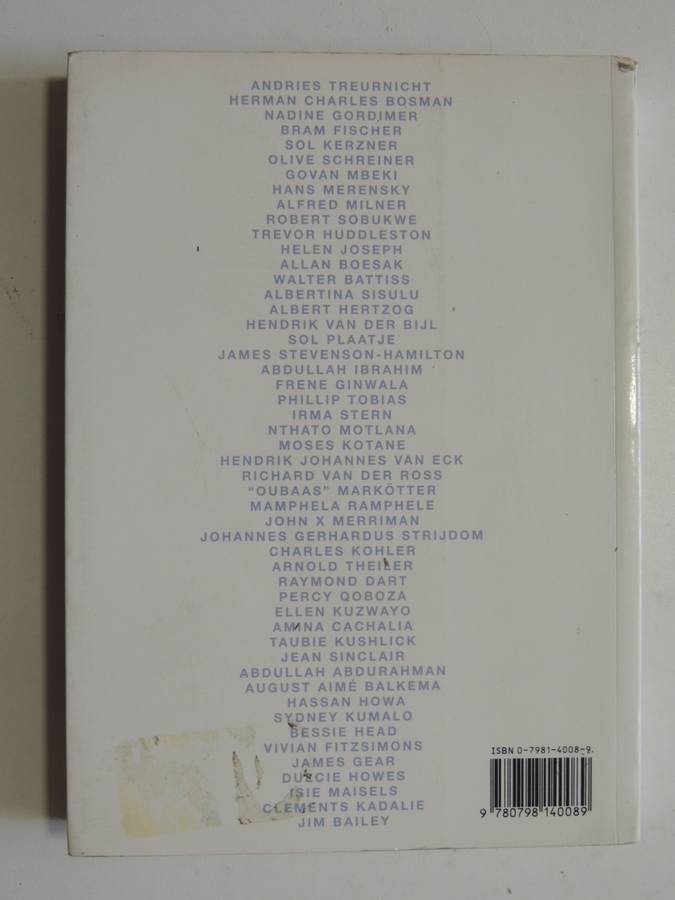 ANDRIES TREURNICHT
HERMAN CHARLES BOSMAN
NADINE GORDIMER
BRAM FISCHER
SOL KERZNER
OLIVE SCHREINER
GOVAN MBEKI
HANS MERENSKY
ALFRED MILNER
ROBERT SOBUKWE
TREVOR HUDDLESTON
HELEN JOSEPH
ALLAN BOESAK
WALTER BATTISS
ALBERTINA SISULU
ALBERT HERTZOG
HENDRIK VAN DER BIJL
SOL PLAATJE
JAMES STEVENSON-HAMILTON
ABDULLAH IBRAHIM
FRENE GINWALA
PHILLIP TOBIAS
IRMA STERN
NTHATO MOTLANA
MOSES KOTANE
HENDRIK JOHANNES VAN ECK
RICHARD VAN DER ROSS
“OUBAAS” MARKÖTTER
MAMPHELA RAMPHELE
JOHN X MERRIMAN
JOHANNES GERHARDUS STRIJDOM
CHARLES KOHLER
ARNOLD THEILER
RAYMOND DART
PERCY QOBOZA
ELLEN KUZWAYO
AMINA CACHALIA
TAUBIE KUSHLICK
JEAN SINCLAIR
ABDULLAH ABDURAHMAN
AUGUST AIMÉ BALKEMA
HASSAN HOWA
SYDNEY KUMALO
BESSIE HEAD
VIVIAN FITZSIMONS
JAMES GEAR
DULCIE HOWES
ISIE MAISELS
CLEMENTS KADALIE
JIM BAILEY
ISBN 0-7981-4008-9.
9 780798 140089